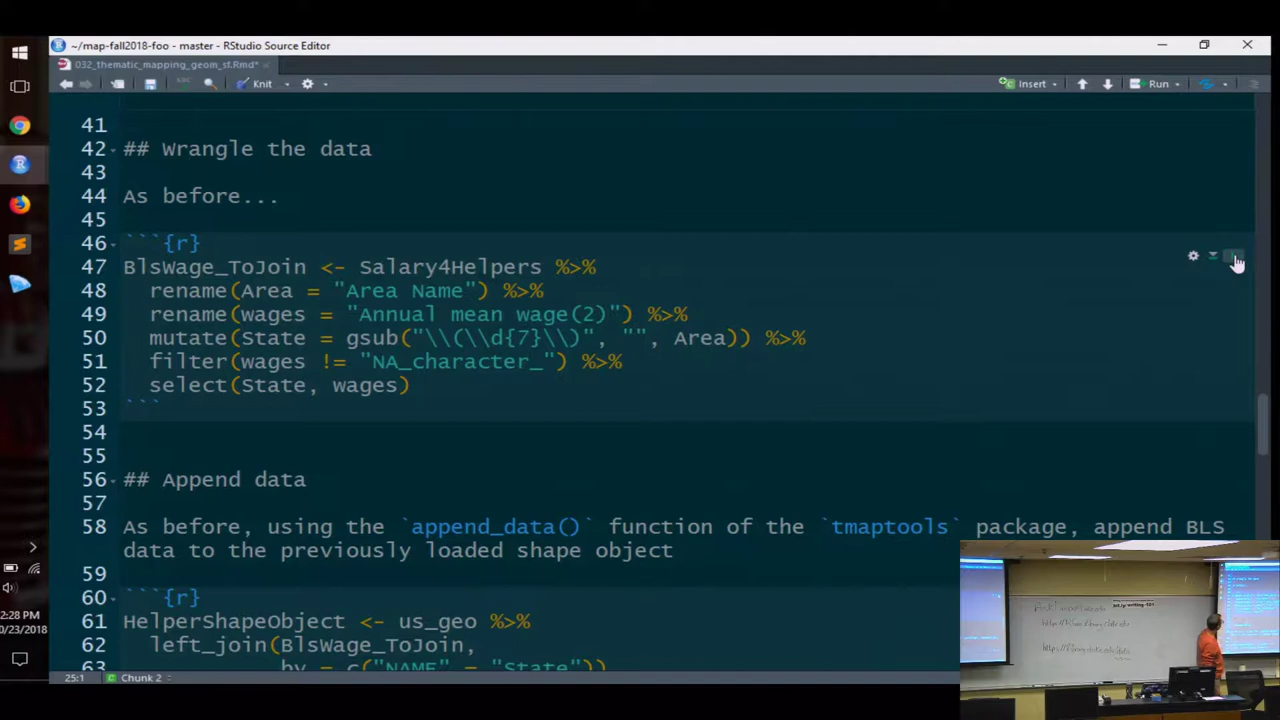 ~/map-fall2018-foo - master - RStudio Source Editor
032_thematic_mapping_geom_sf.Rmd*
Knit
Insert
Run
41
42 ## Wrangle the data
43
44 As before...
45
46 ```{r}
47 BlsWage_ToJoin <- Salary4Helpers %>%
48 rename(Area = "Area Name") %>%
49 rename(wages = "Annual mean wage(2)") %>%
50 mutate(State = gsub("\\(\\d{7}\\)", "", Area)) %>%
51 filter(wages != "NA_character_") %>%
52 select(State, wages)
53 ```
54
55
56 ## Append data
57
58 As before, using the `append_data()` function of the `tmaptools` package, append BLS
data to the previously loaded shape object
59
60 ```{r}
61 HelperShapeObject <- us_geo %>%
62 left_join(BlsWage_ToJoin,
63 by = c("NAME" = "State"))
25:1 Chunk 2
2:28 PM
0/23/2018